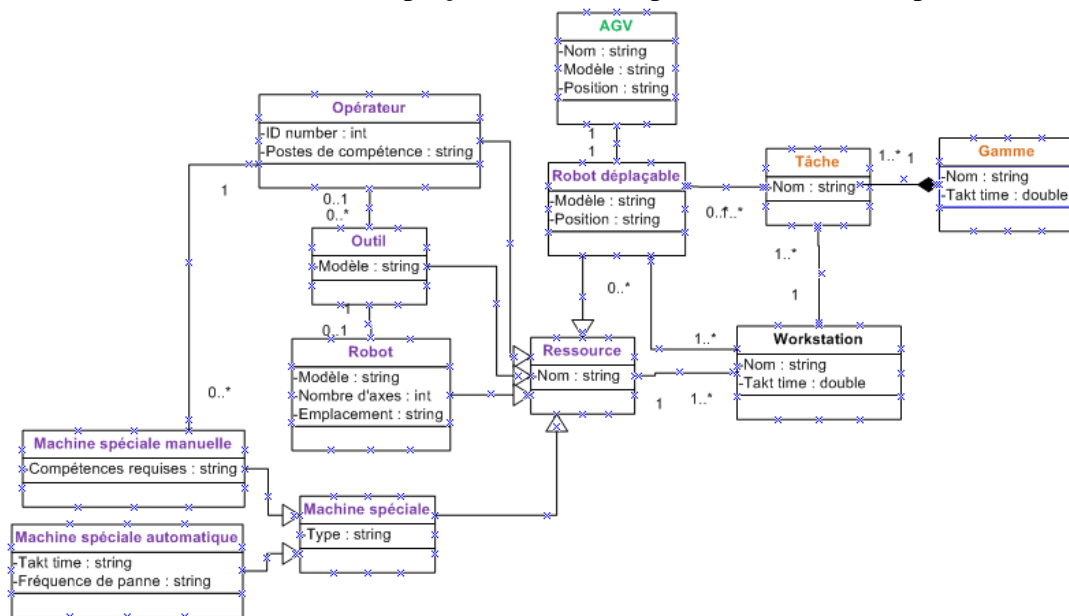 AGV
-Nom : string
-Modèle : string
-Position : string
1
1
Opérateur
-ID number : int
-Postes de compétence : string
1
0..1
0..*
Outil
-Modèle : string
1
0..1
Robot
-Modèle : string
-Nombre d'axes : int
-Emplacement : string
Robot déplaçable
-Modèle : string
-Position : string
0..*
1..*
Tâche
-Nom : string
1..*
1
Gamme
-Nom : string
-Takt time : double
1..*
1
Workstation
-Nom : string
-Takt time : double
Ressource
-Nom : string
1
1..*
0..*
Machine spéciale manuelle
-Compétences requises : string
Machine spéciale
-Type : string
Machine spéciale automatique
-Takt time : string
-Fréquence de panne : string